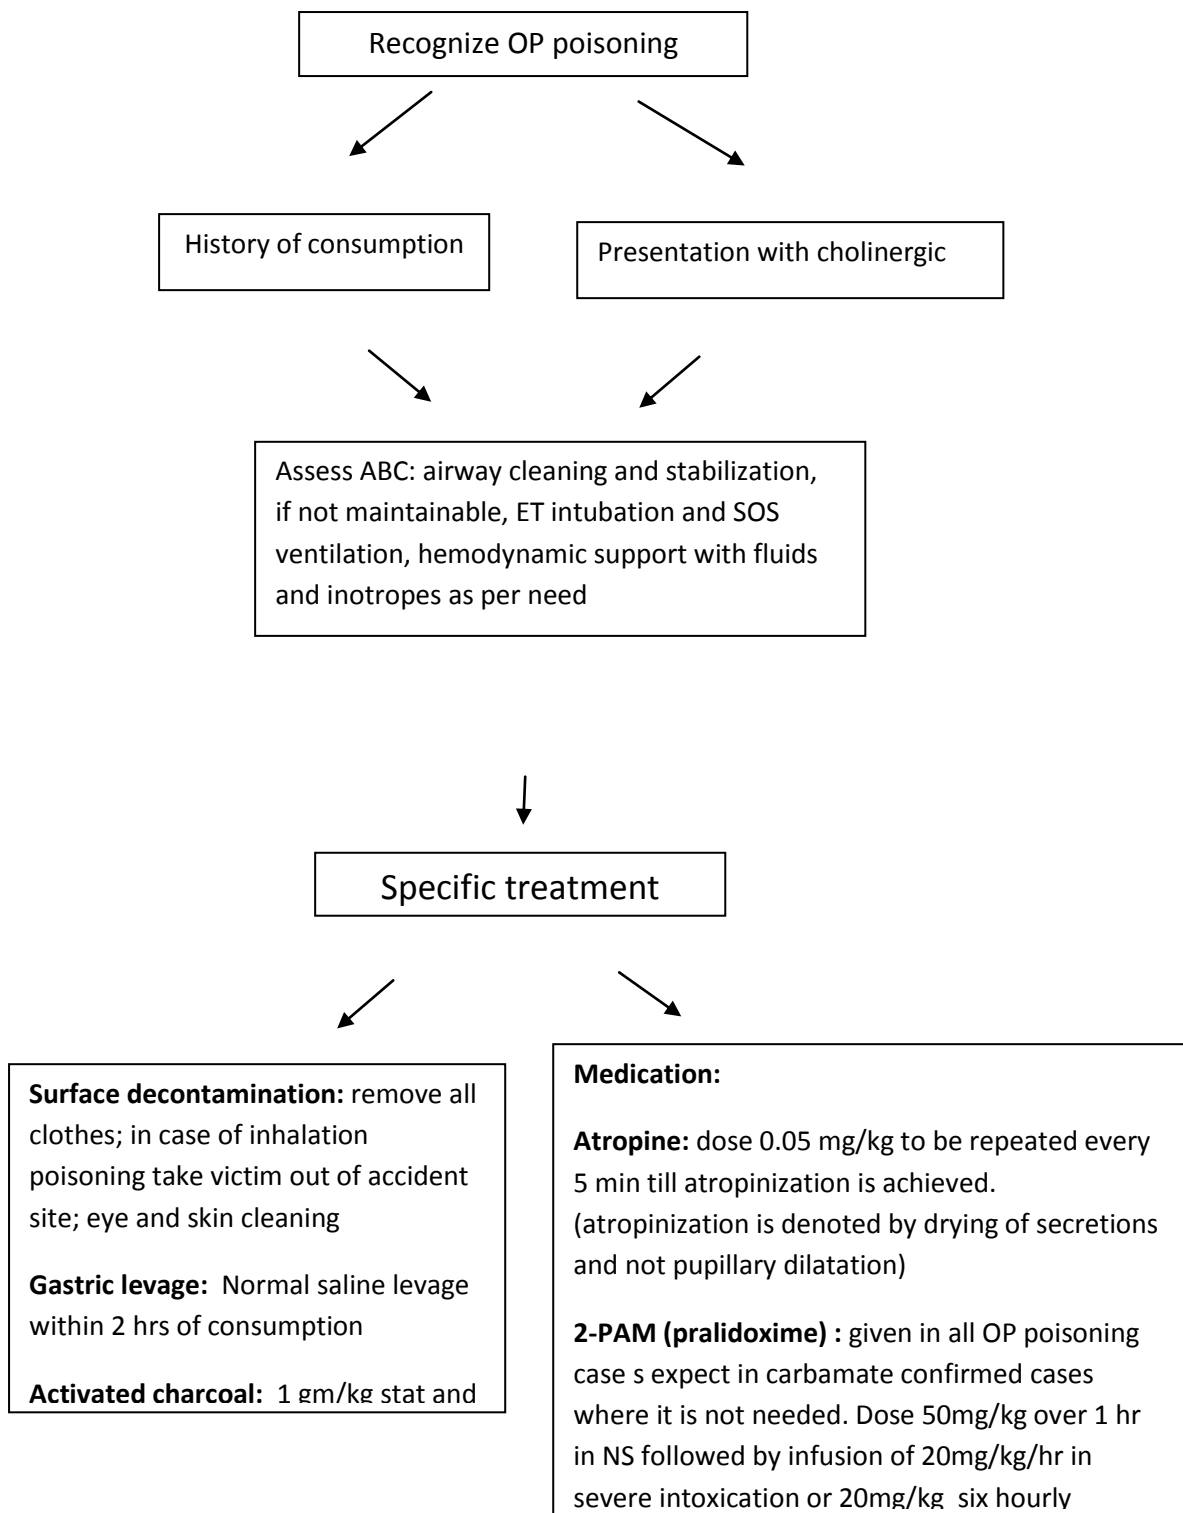 Recognize OP poisoning
History of consumption
Presentation with cholinergic
Assess ABC: airway cleaning and stabilization,
if not maintainable, ET intubation and SOS
ventilation, hemodynamic support with fluids
and inotropes as per need
Specific treatment
Surface decontamination: remove all
clothes; in case of inhalation
poisoning take victim out of accident
site; eye and skin cleaning
Gastric levage: Normal saline levage
within 2 hrs of consumption
Activated charcoal: 1 gm/kg stat and
Medication:
Atropine: dose 0.05 mg/kg to be repeated every
5 min till atropinization is achieved.
(atropinization is denoted by drying of secretions
and not pupillary dilatation)
2-PAM (pralidoxime) : given in all OP poisoning
case s expect in carbamate confirmed cases
where it is not needed. Dose 50mg/kg over 1 hr
in NS followed by infusion of 20mg/kg/hr in
severe intoxication or 20mg/kg six hourly